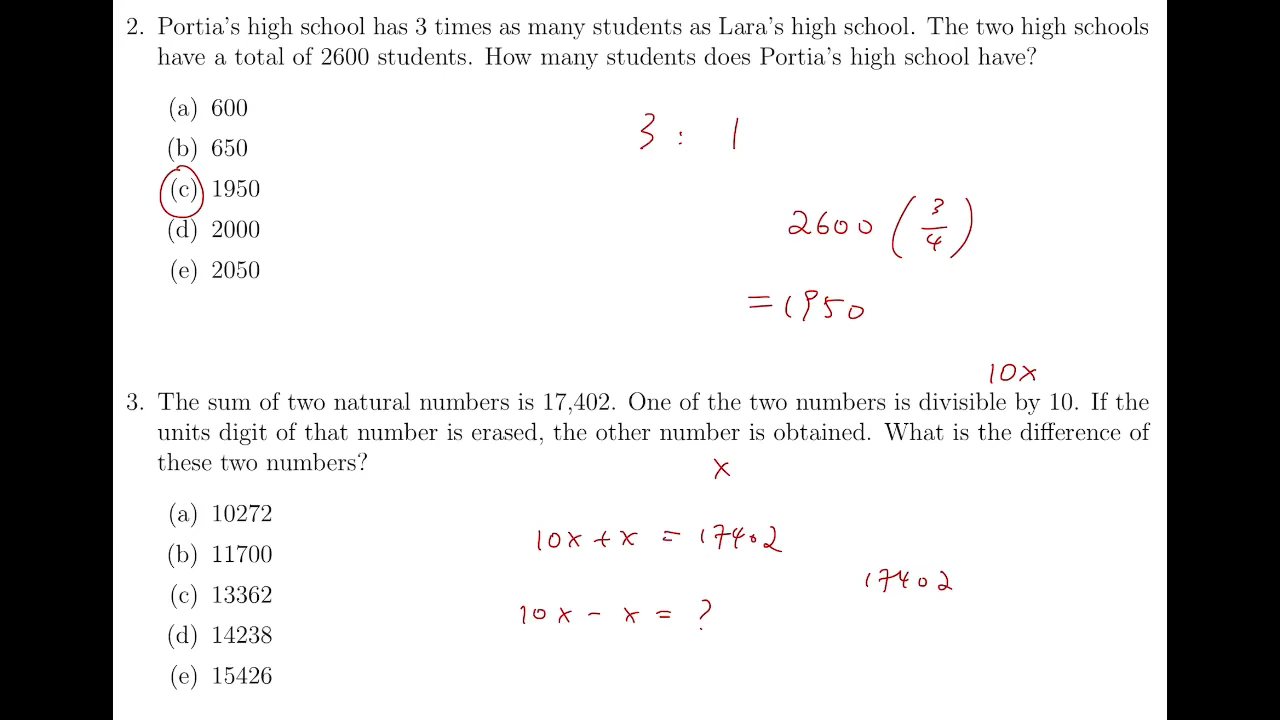 2. Portia's high school has 3 times as many students as Lara's high school. The two high schools
have a total of 2600 students. How many students does Portia's high school have?
(a) 600
(b) 650
(c) 1950
(d) 2000
(e) 2050
3 : 1
2600 (3/4)
=1950
10x
3. The sum of two natural numbers is 17,402. One of the two numbers is divisible by 10. If the
units digit of that number is erased, the other number is obtained. What is the difference of
these two numbers?
x
(a) 10272
(b) 11700
(c) 13362
(d) 14238
(e) 15426
10x + x = 17402
17402
10x - x = ?